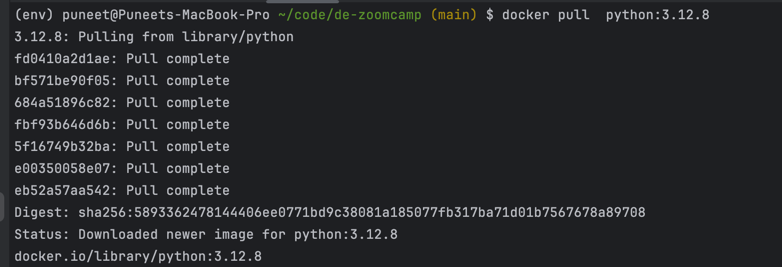 (env) puneet@Puneets-MacBook-Pro ~/code/de-zoomcamp (main) $ docker pull  python:3.12.8
3.12.8: Pulling from library/python
fd0410a2d1ae: Pull complete
bf571be90f05: Pull complete
684a51896c82: Pull complete
fbf93b646d6b: Pull complete
5f16749b32ba: Pull complete
e00350058e07: Pull complete
eb52a57aa542: Pull complete
Digest: sha256:5893362478144406ee0771bd9c38081a185077fb317ba71d01b7567678a89708
Status: Downloaded newer image for python:3.12.8
docker.io/library/python:3.12.8